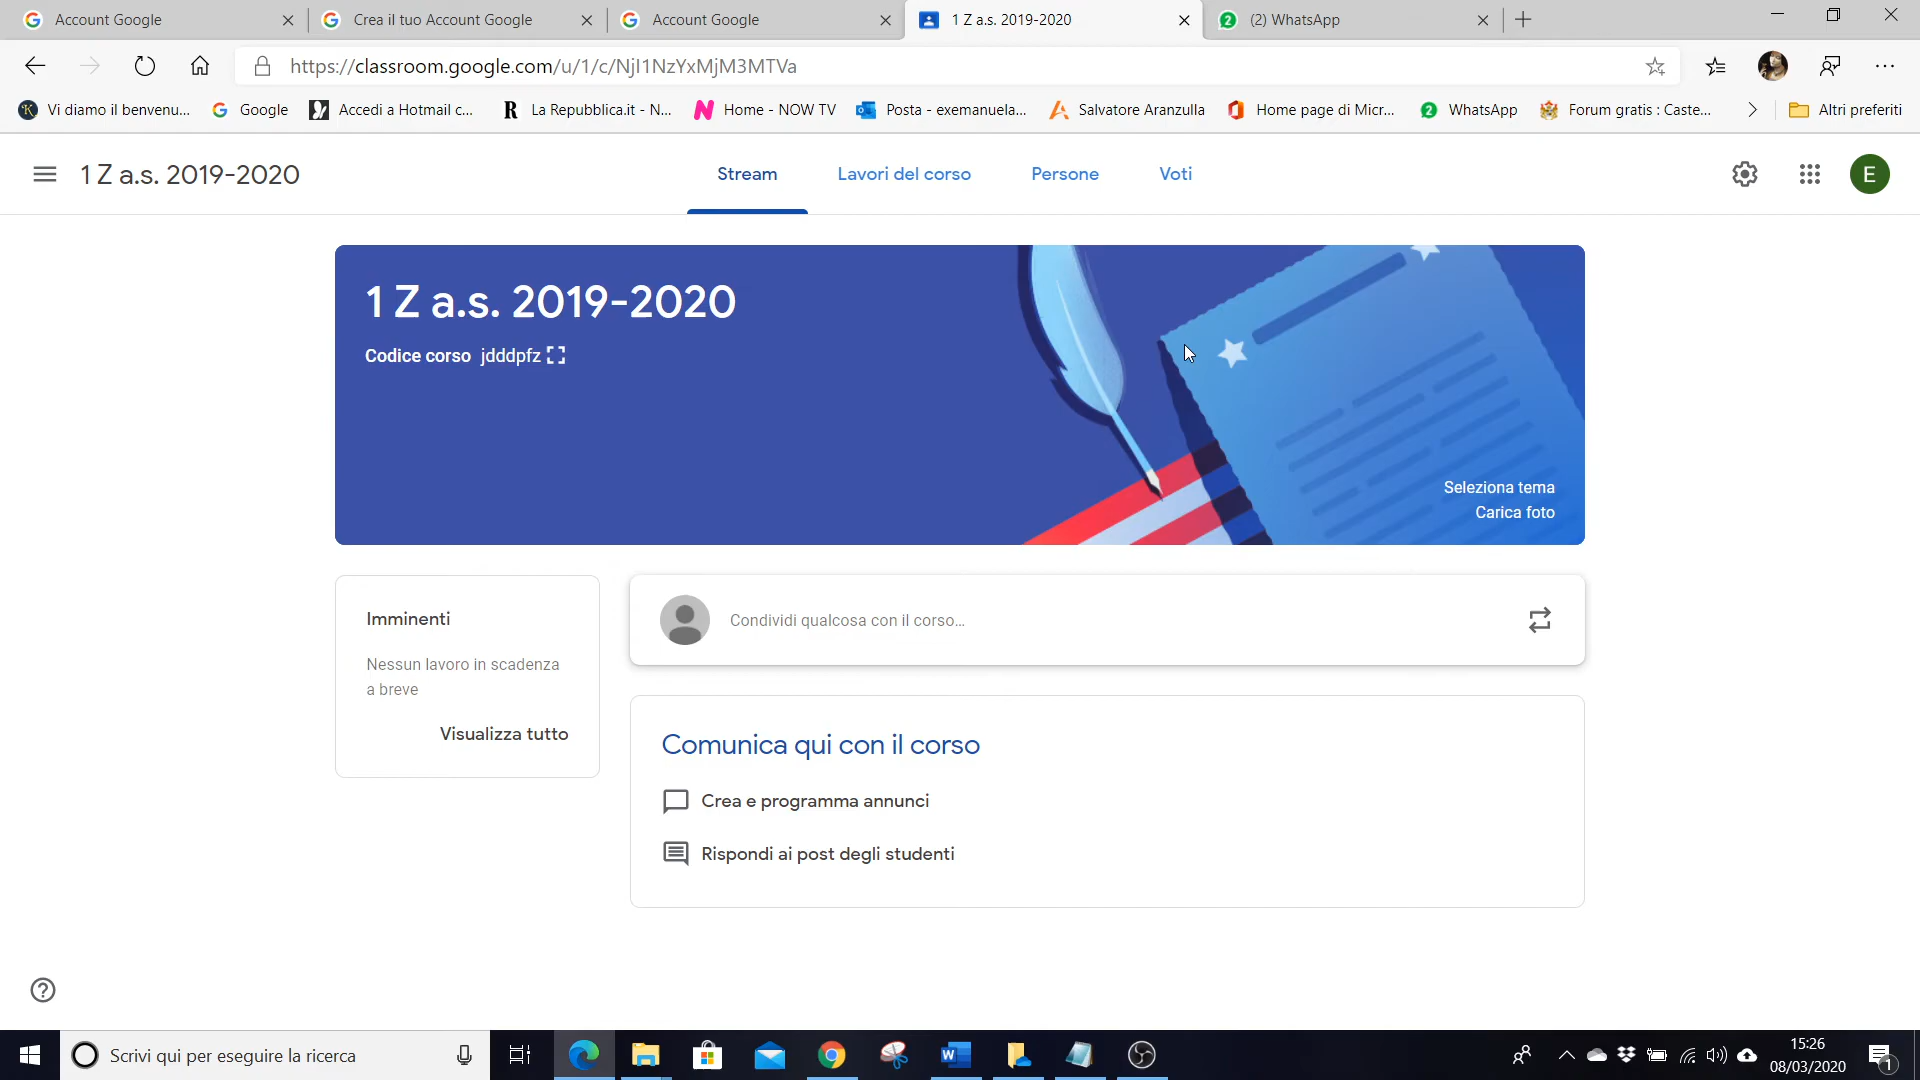 Account Google
Crea il tuo Account Google
Account Google
1 Z a.s. 2019-2020
2 (2) WhatsApp
https://classroom.google.com/u/1/c/NjI1NzYxMjM3MTVa
Vi diamo il benvenu...
Google
Accedi a Hotmail c...
R La Repubblica.it - N...
Home - NOW TV
Posta - exemanuela...
Salvatore Aranzulla
Home page di Micr...
2 WhatsApp
Forum gratis : Caste...
Altri preferiti
1 Z a.s. 2019-2020
Stream
Lavori del corso
Persone
Voti
E
1 Z a.s. 2019-2020
Codice corso jdddpfz
Seleziona tema
Carica foto
Imminenti
Nessun lavoro in scadenza
a breve
Visualizza tutto
Condividi qualcosa con il corso…
Comunica qui con il corso
Crea e programma annunci
Rispondi ai post degli studenti
Scrivi qui per eseguire la ricerca
15:26
08/03/2020
1